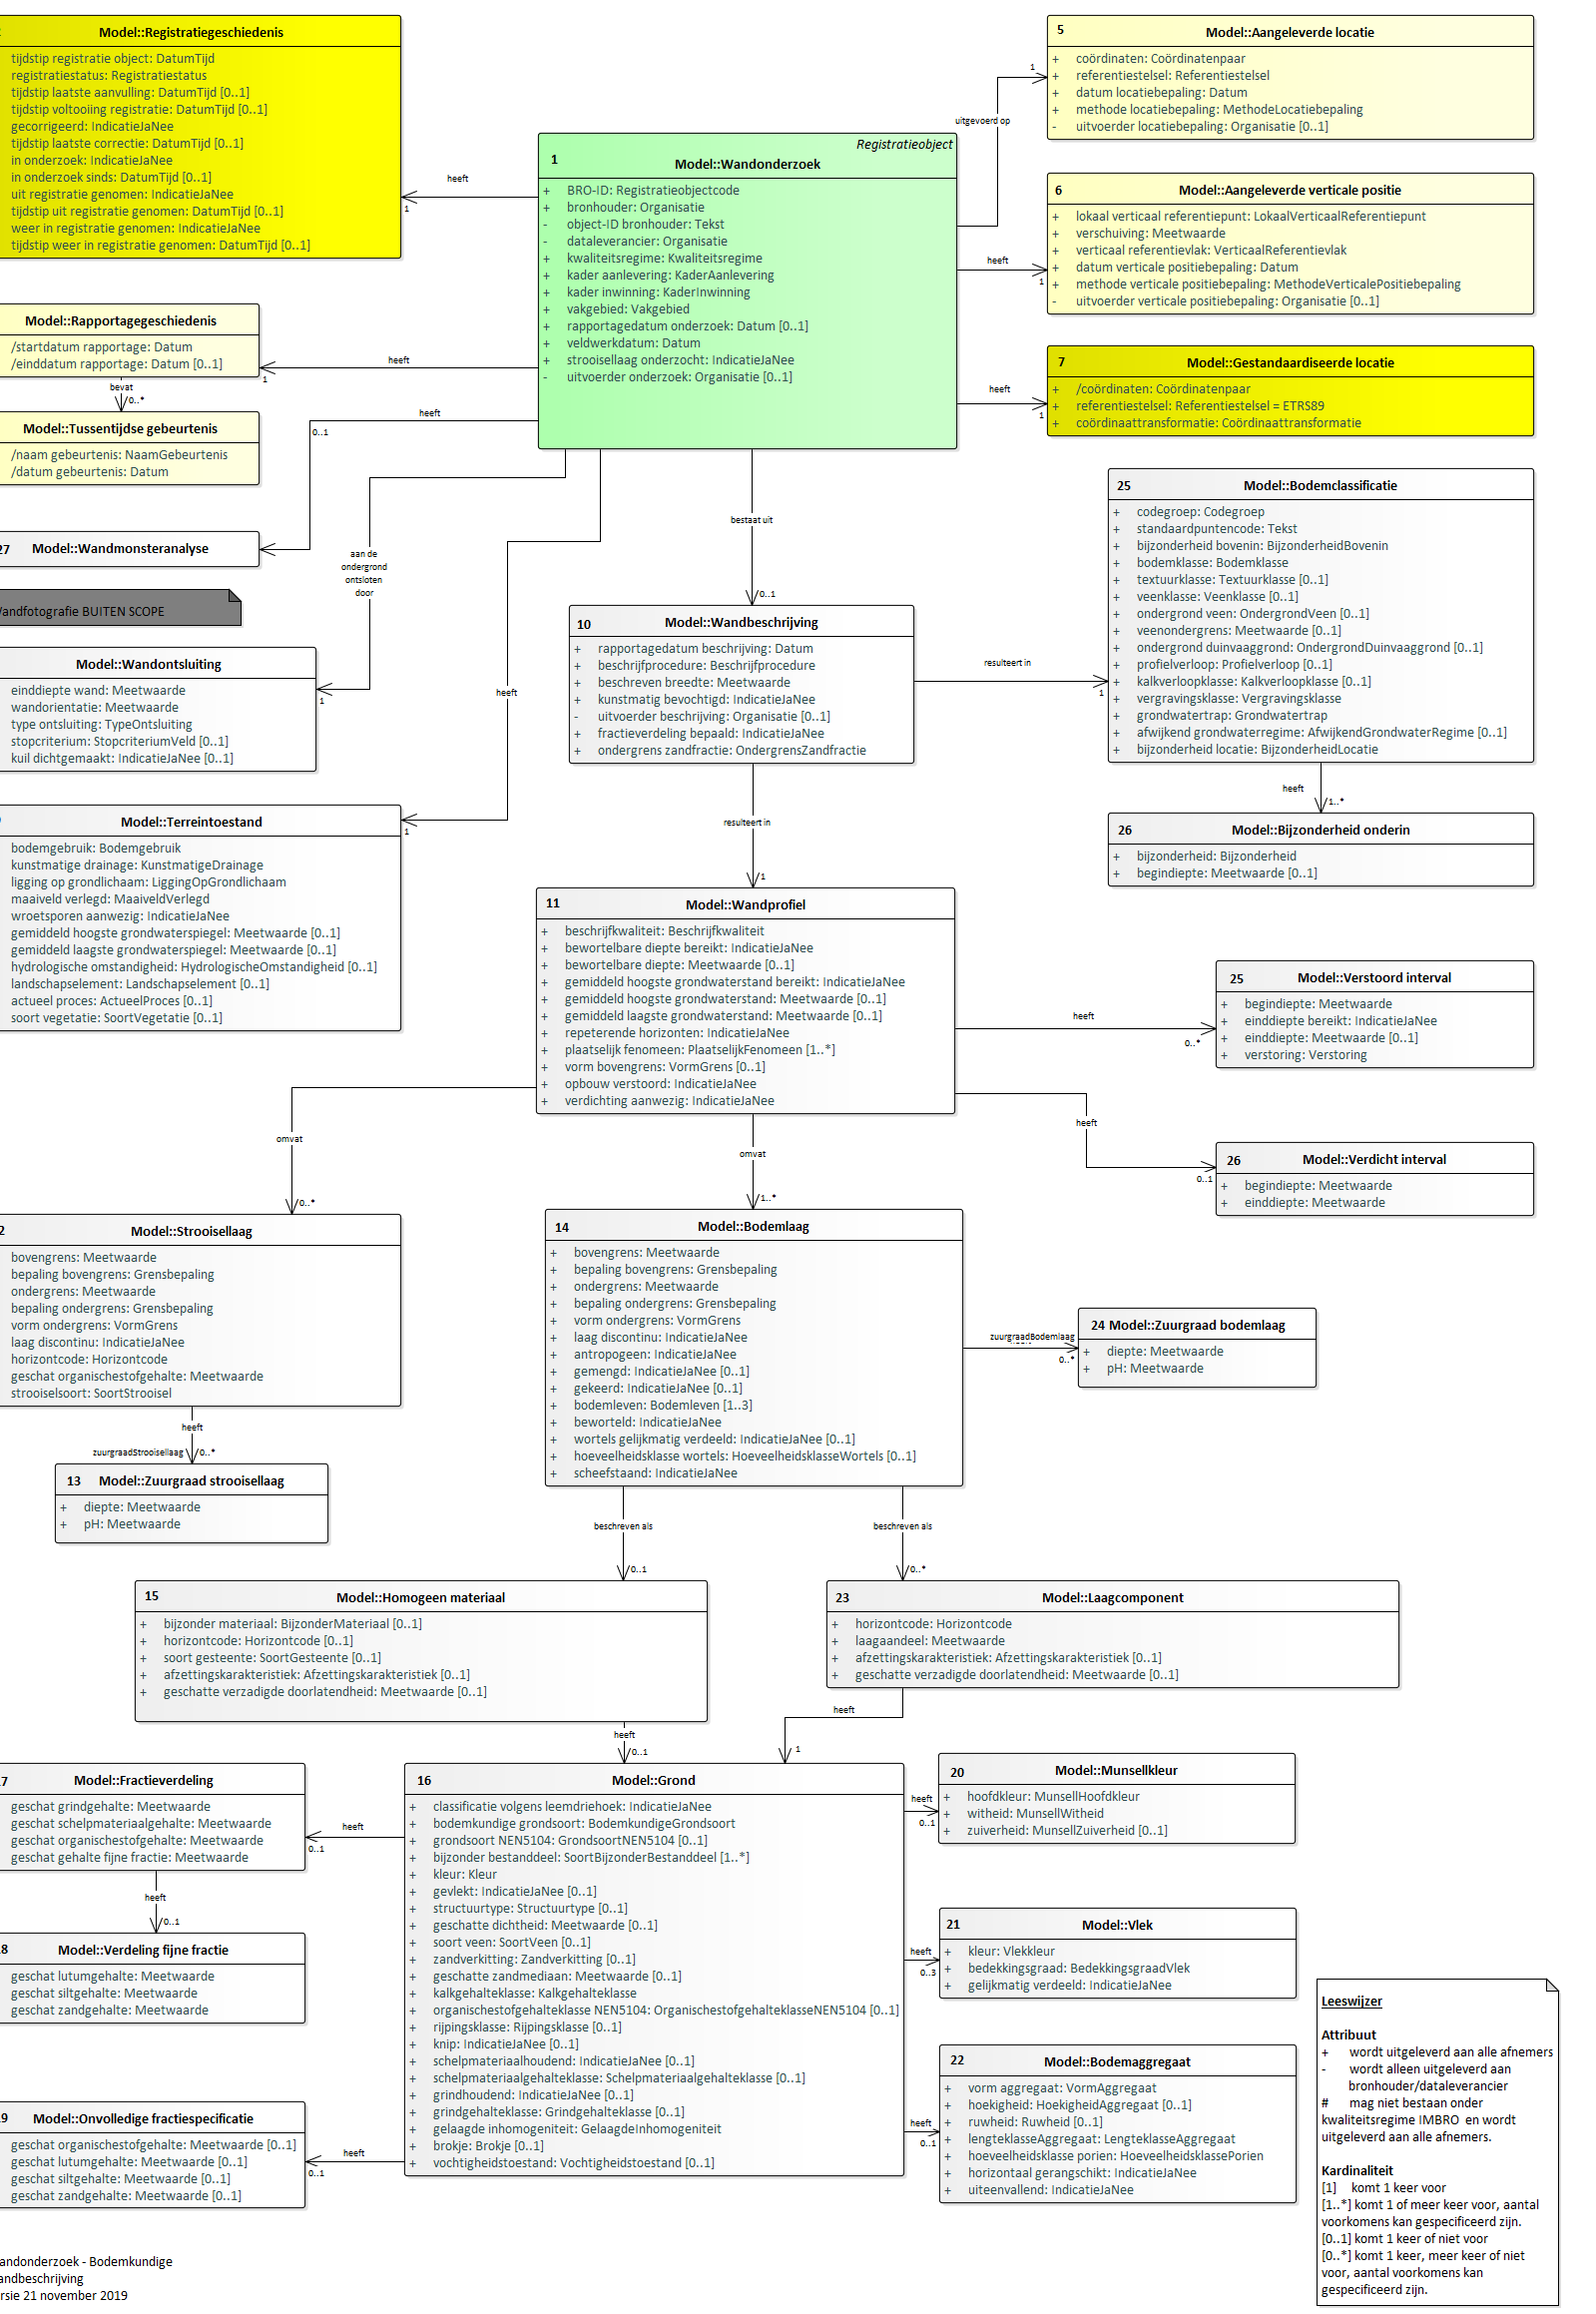 Model::Registratiegeschiedenis
tijdstip registratie object: DatumTijd
registratiestatus: Registratiestatus
tijdstip laatste aanvulling: DatumTijd [0..1]
tijdstip voltooiing registratie: DatumTijd [0..1]
gecorrigeerd: IndicatieJaNee
tijdstip laatste correctie: DatumTijd [0..1]
in onderzoek: IndicatieJaNee
in onderzoek sinds: DatumTijd [0..1]
uit registratie genomen: IndicatieJaNee
tijdstip uit registratie genomen: DatumTijd [0..1]
weer in registratie genomen: IndicatieJaNee
tijdstip weer in registratie genomen: DatumTijd [0..1]
heeft
1
Registratieobject
1 Model::Wandonderzoek
+ BRO-ID: Registratieobjectcode
+ bronhouder: Organisatie
- object-ID bronhouder: Tekst
- dataleverancier: Organisatie
+ kwaliteitsregime: Kwaliteitsregime
+ kader aanlevering: KaderAanlevering
+ kader inwinning: KaderInwinning
+ vakgebied: Vakgebied
+ rapportagedatum onderzoek: Datum [0..1]
+ veldwerkdatum: Datum
+ strooisellaag onderzocht: IndicatieJaNee
- uitvoerder onderzoek: Organisatie [0..1]
uitgevoerd op
1
5 Model::Aangeleverde locatie
+ coördinaten: Coördinatenpaar
+ referentiestelsel: Referentiestelsel
+ datum locatiebepaling: Datum
+ methode locatiebepaling: MethodeLocatiebepaling
- uitvoerder locatiebepaling: Organisatie [0..1]
heeft
1
6 Model::Aangeleverde verticale positie
+ lokaal verticaal referentiepunt: LokaalVerticaalReferentiepunt
+ verschuiving: Meetwaarde
+ verticaal referentievlak: VerticaalReferentievlak
+ datum verticale positiebepaling: Datum
+ methode verticale positiebepaling: MethodeVerticalePositiebepaling
- uitvoerder verticale positiebepaling: Organisatie [0..1]
heeft
1
7 Model::Gestandaardiseerde locatie
+ /coördinaten: Coördinatenpaar
+ referentiestelsel: Referentiestelsel = ETRS89
+ coördinaattransformatie: Coördinaattransformatie
Model::Rapportagegeschiedenis
/startdatum rapportage: Datum
/einddatum rapportage: Datum [0..1]
heeft
1
bevat
0..*
Model::Tussentijdse gebeurtenis
/naam gebeurtenis: NaamGebeurtenis
/datum gebeurtenis: Datum
heeft
0..1
27 Model::Wandmonsteranalyse
andfotografie BUITEN SCOPE
aan de
ondergrond
ontsloten
door
1
Model::Wandontsluiting
einddiepte wand: Meetwaarde
wandorientatie: Meetwaarde
type ontsluiting: TypeOntsluiting
stopcriterium: StopcriteriumVeld [0..1]
kuil dichtgemaakt: IndicatieJaNee [0..1]
heeft
1
Model::Terreintoestand
bodemgebruik: Bodemgebruik
kunstmatige drainage: KunstmatigeDrainage
ligging op grondlichaam: LiggingOpGrondlichaam
maaiveld verlegd: MaaiveldVerlegd
wroetsporen aanwezig: IndicatieJaNee
gemiddeld hoogste grondwaterspiegel: Meetwaarde [0..1]
gemiddeld laagste grondwaterspiegel: Meetwaarde [0..1]
hydrologische omstandigheid: HydrologischeOmstandigheid [0..1]
landschapselement: Landschapselement [0..1]
actueel proces: ActueelProces [0..1]
soort vegetatie: SoortVegetatie [0..1]
bestaat uit
0..1
10 Model::Wandbeschrijving
+ rapportagedatum beschrijving: Datum
+ beschrijfprocedure: Beschrijfprocedure
+ beschreven breedte: Meetwaarde
+ kunstmatig bevochtigd: IndicatieJaNee
- uitvoerder beschrijving: Organisatie [0..1]
+ fractieverdeling bepaald: IndicatieJaNee
+ ondergrens zandfractie: OndergrensZandfractie
resulteert in
1
25 Model::Bodemclassificatie
+ codegroep: Codegroep
+ standaardpuntencode: Tekst
+ bijzonderheid bovenin: BijzonderheidBovenin
+ bodemklasse: Bodemklasse
+ textuurklasse: Textuurklasse [0..1]
+ veenklasse: Veenklasse [0..1]
+ ondergrond veen: OndergrondVeen [0..1]
+ veenondergrens: Meetwaarde [0..1]
+ ondergrond duinvaaggrond: OndergrondDuinvaaggrond [0..1]
+ profielverloop: Profielverloop [0..1]
+ kalkverloopklasse: Kalkverloopklasse [0..1]
+ vergravingsklasse: Vergravingsklasse
+ grondwatertrap: Grondwatertrap
+ afwijkend grondwaterregime: AfwijkendGrondwaterRegime [0..1]
+ bijzonderheid locatie: BijzonderheidLocatie
heeft
1..*
26 Model::Bijzonderheid onderin
+ bijzonderheid: Bijzonderheid
+ begindiepte: Meetwaarde [0..1]
resulteert in
1
11 Model::Wandprofiel
+ beschrijfkwaliteit: Beschrijfkwaliteit
+ bewortelbare diepte bereikt: IndicatieJaNee
+ bewortelbare diepte: Meetwaarde [0..1]
+ gemiddeld hoogste grondwaterstand bereikt: IndicatieJaNee
+ gemiddeld hoogste grondwaterstand: Meetwaarde [0..1]
+ gemiddeld laagste grondwaterstand: Meetwaarde [0..1]
+ repeterende horizonten: IndicatieJaNee
+ plaatselijk fenomeen: PlaatselijkFenomeen [1..*]
+ vorm bovengrens: VormGrens [0..1]
+ opbouw verstoord: IndicatieJaNee
+ verdichting aanwezig: IndicatieJaNee
heeft
0..*
25 Model::Verstoord interval
+ begindiepte: Meetwaarde
+ einddiepte bereikt: IndicatieJaNee
+ einddiepte: Meetwaarde [0..1]
+ verstoring: Verstoring
heeft
0..1
26 Model::Verdicht interval
+ begindiepte: Meetwaarde
+ einddiepte: Meetwaarde
omvat
0..*
2 Model::Strooisellaag
bovengrens: Meetwaarde
bepaling bovengrens: Grensbepaling
ondergrens: Meetwaarde
bepaling ondergrens: Grensbepaling
vorm ondergrens: VormGrens
laag discontinu: IndicatieJaNee
horizontcode: Horizontcode
geschat organischestofgehalte: Meetwaarde
strooiselsoort: SoortStrooisel
heeft
zuurgraadStrooisellaag 0..*
13 Model::Zuurgraad strooisellaag
+ diepte: Meetwaarde
+ pH: Meetwaarde
omvat
1..*
14 Model::Bodemlaag
+ bovengrens: Meetwaarde
+ bepaling bovengrens: Grensbepaling
+ ondergrens: Meetwaarde
+ bepaling ondergrens: Grensbepaling
+ vorm ondergrens: VormGrens
+ laag discontinu: IndicatieJaNee
+ antropogeen: IndicatieJaNee
+ gemengd: IndicatieJaNee [0..1]
+ gekeerd: IndicatieJaNee [0..1]
+ bodemleven: Bodemleven [1..3]
+ beworteld: IndicatieJaNee
+ wortels gelijkmatig verdeeld: IndicatieJaNee [0..1]
+ hoeveelheidsklasse wortels: HoeveelheidsklasseWortels [0..1]
+ scheefstaand: IndicatieJaNee
zuurgraadBodemlaag
0..*
24 Model::Zuurgraad bodemlaag
+ diepte: Meetwaarde
+ pH: Meetwaarde
beschreven als
0..1
beschreven als
0..*
15 Model::Homogeen materiaal
+ bijzonder materiaal: BijzonderMateriaal [0..1]
+ horizontcode: Horizontcode [0..1]
+ soort gesteente: SoortGesteente [0..1]
+ afzettingskarakteristiek: Afzettingskarakteristiek [0..1]
+ geschatte verzadigde doorlatendheid: Meetwaarde [0..1]
23 Model::Laagcomponent
+ horizontcode: Horizontcode
+ laagaandeel: Meetwaarde
+ afzettingskarakteristiek: Afzettingskarakteristiek [0..1]
+ geschatte verzadigde doorlatendheid: Meetwaarde [0..1]
heeft
0..1
heeft
1
7 Model::Fractieverdeling
geschat grindgehalte: Meetwaarde
geschat schelpmateriaalgehalte: Meetwaarde
geschat organischestofgehalte: Meetwaarde
geschat gehalte fijne fractie: Meetwaarde
heeft
0..1
heeft
0..1
8 Model::Verdeling fijne fractie
geschat lutumgehalte: Meetwaarde
geschat siltgehalte: Meetwaarde
geschat zandgehalte: Meetwaarde
9 Model::Onvolledige fractiespecificatie
geschat organischestofgehalte: Meetwaarde [0..1]
geschat lutumgehalte: Meetwaarde [0..1]
geschat siltgehalte: Meetwaarde [0..1]
geschat zandgehalte: Meetwaarde [0..1]
heeft
0..1
16 Model::Grond
+ classificatie volgens leemdriehoek: IndicatieJaNee
+ bodemkundige grondsoort: BodemkundigeGrondsoort
+ grondsoort NEN5104: GrondsoortNEN5104 [0..1]
+ bijzonder bestanddeel: SoortBijzonderBestanddeel [1..*]
+ kleur: Kleur
+ gevlekt: IndicatieJaNee [0..1]
+ structuurtype: Structuurtype [0..1]
+ geschatte dichtheid: Meetwaarde [0..1]
+ soort veen: SoortVeen [0..1]
+ zandverkitting: Zandverkitting [0..1]
+ geschatte zandmediaan: Meetwaarde [0..1]
+ kalkgehalteklasse: Kalkgehalteklasse
+ organischestofgehalteklasse NEN5104: OrganischestofgehalteklasseNEN5104 [0..1]
+ rijpingsklasse: Rijpingsklasse [0..1]
+ knip: IndicatieJaNee [0..1]
+ schelpmateriaalhoudend: IndicatieJaNee [0..1]
+ schelpmateriaalgehalteklasse: Schelpmateriaalgehalteklasse [0..1]
+ grindhoudend: IndicatieJaNee [0..1]
+ grindgehalteklasse: Grindgehalteklasse [0..1]
+ gelaagde inhomogeniteit: GelaagdeInhomogeniteit
+ brokje: Brokje [0..1]
+ vochtigheidstoestand: Vochtigheidstoestand [0..1]
heeft
0..1
20 Model::Munsellkleur
+ hoofdkleur: MunsellHoofdkleur
+ witheid: MunsellWitheid
+ zuiverheid: MunsellZuiverheid [0..1]
heeft
0..3
21 Model::Vlek
+ kleur: Vlekkleur
+ bedekkingsgraad: BedekkingsgraadVlek
+ gelijkmatig verdeeld: IndicatieJaNee
heeft
0..1
22 Model::Bodemaggregaat
+ vorm aggregaat: VormAggregaat
+ hoekigheid: HoekigheidAggregaat [0..1]
+ ruwheid: Ruwheid [0..1]
+ lengteklasseAggregaat: LengteklasseAggregaat
+ hoeveelheidsklasse porien: HoeveelheidsklassePorien
+ horizontaal gerangschikt: IndicatieJaNee
+ uiteenvallend: IndicatieJaNee
Leeswijzer
Attribuut
+ wordt uitgeleverd aan alle afnemers
- wordt alleen uitgeleverd aan
bronhouder/dataleverancier
# mag niet bestaan onder
kwaliteitsregime IMBRO en wordt
uitgeleverd aan alle afnemers.
Kardinaliteit
[1] komt 1 keer voor
[1..*] komt 1 of meer keer voor, aantal
voorkomens kan gespecificeerd zijn.
[0..1] komt 1 keer of niet voor
[0..*] komt 1 keer, meer keer of niet
voor, aantal voorkomens kan
gespecificeerd zijn.
andonderzoek - Bodemkundige
andbeschrijving
rsie 21 november 2019